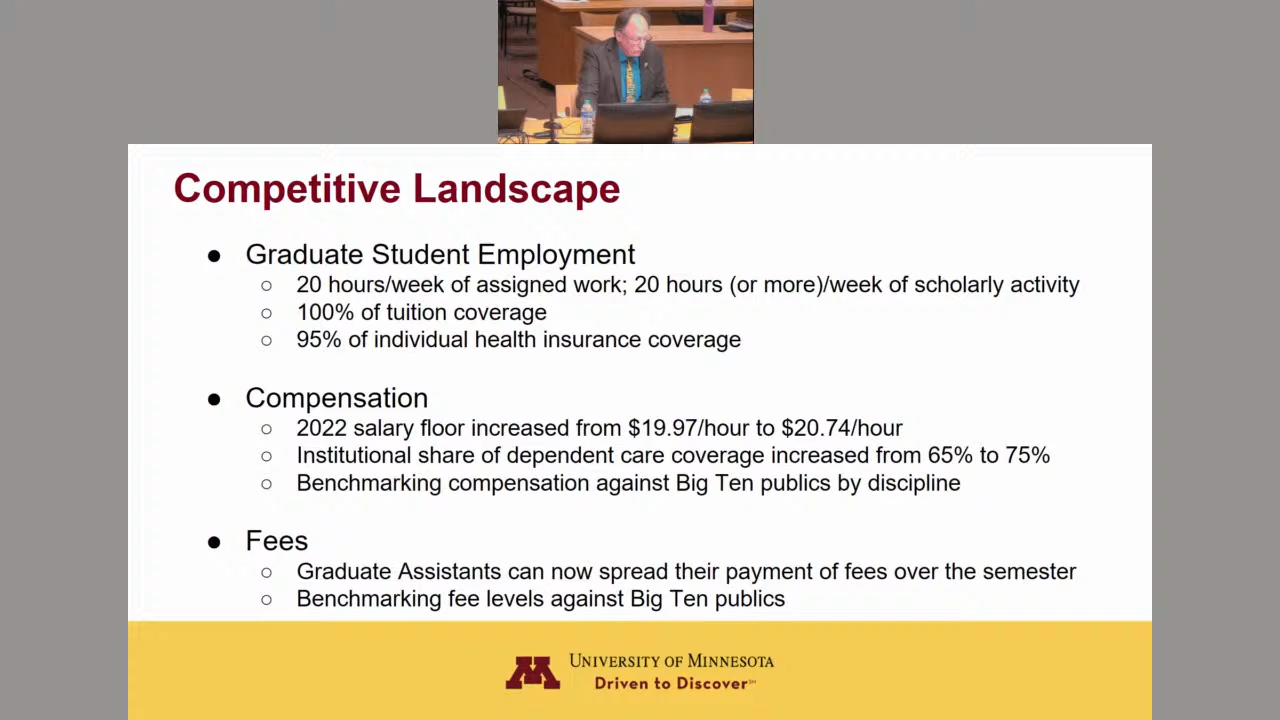 Competitive Landscape
● Graduate Student Employment
○ 20 hours/week of assigned work; 20 hours (or more)/week of scholarly activity
○ 100% of tuition coverage
○ 95% of individual health insurance coverage
● Compensation
○ 2022 salary floor increased from $19.97/hour to $20.74/hour
○ Institutional share of dependent care coverage increased from 65% to 75%
○ Benchmarking compensation against Big Ten publics by discipline
● Fees
○ Graduate Assistants can now spread their payment of fees over the semester
○ Benchmarking fee levels against Big Ten publics
M UNIVERSITY OF MINNESOTA
Driven to Discover℠